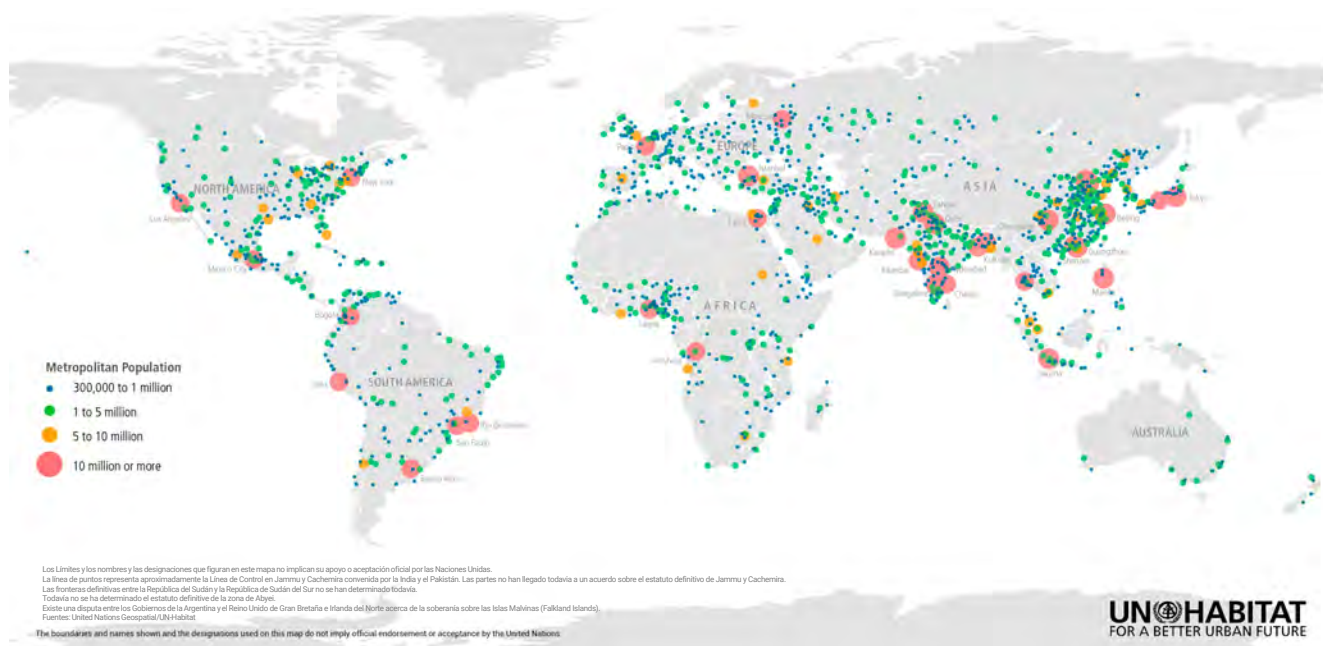 NORTH AMERICA
EUROPE
ASIA
AFRICA
SOUTH AMERICA
AUSTRALIA
New York
Los Angeles
Mexico City
Bogota
Lima
Rio de Janeiro
Sao Paulo
Buenos Aires
Moscow
Paris
Istanbul
Cairo
Lagos
Kinshasa
Karachi
Mumbai
Chennai
Kolkata
Beijing
Guangzhou
Manila
Jakarta
Tokyo
Metropolitan Population
300,000 to 1 million
1 to 5 million
5 to 10 million
10 million or more
Los Límites y los nombres y las designaciones que figuran en este mapa no implican su apoyo o aceptación oficial por las Naciones Unidas.
La línea de puntos representa aproximadamente la Línea de Control en Jammu y Cachemira convenida por la India y el Pakistán. Las partes no han llegado todavía a un acuerdo sobre el estatuto definitivo de Jammu y Cachemira.
Las fronteras definitivas entre la República del Sudán y la República de Sudán del Sur no se han determinado todavía.
Todavía no se ha determinado el estatuto definitive de la zona de Abyei.
Existe una disputa entre los Gobiernos de la Argentina y el Reino Unido de Gran Bretaña e Irlanda del Norte acerca de la soberanía sobre las Islas Malvinas (Falkland Islands).
Fuentes: United Nations Geospatial/UN-Habitat
The boundaries and names shown and the designations used on this map do not imply official endorsement or acceptance by the United Nations
UN HABITAT
FOR A BETTER URBAN FUTURE